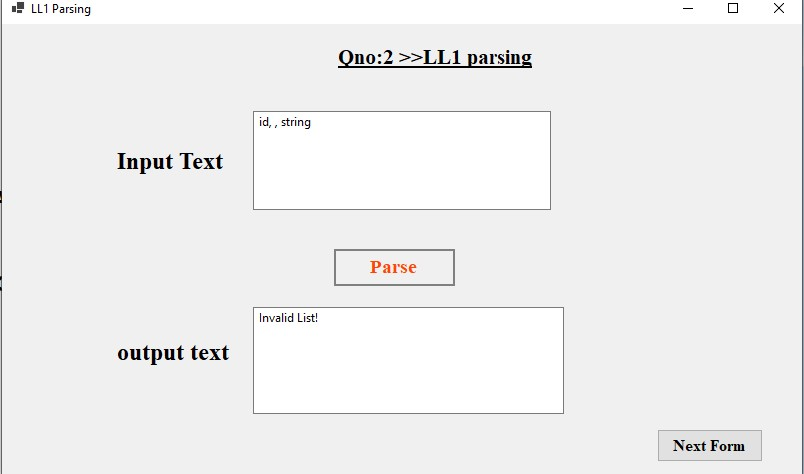 LL1 Parsing
Qno:2 >>LL1 parsing
id, , string
Input Text
Parse
Invalid List!
output text
Next Form